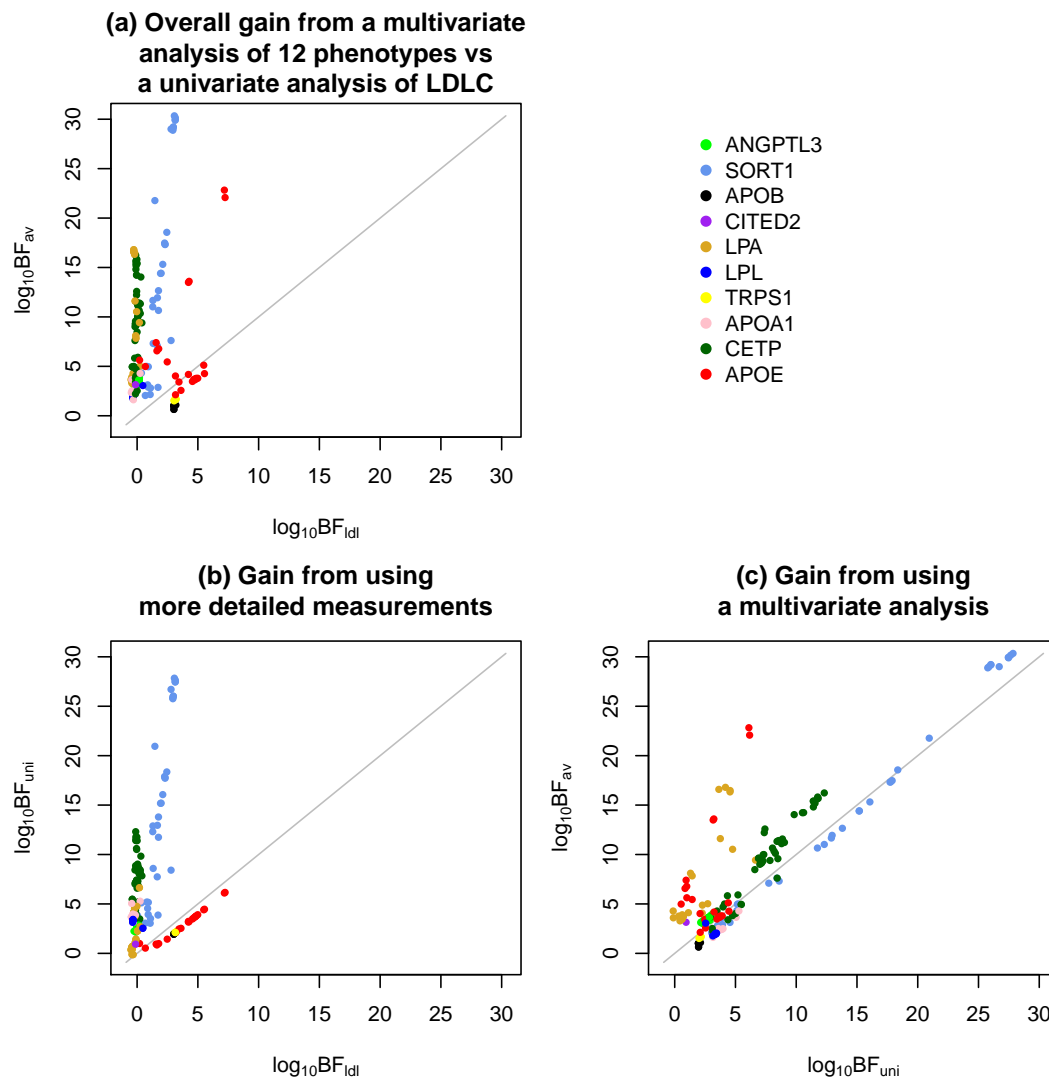 (a) Overall gain from a multivariate
analysis of 12 phenotypes vs
a univariate analysis of LDLC
30
25
20
15
10
5
0
log10BFav
0 5 10 15 20 25 30
log10BFldl
ANGPTL3
SORT1
APOB
CITED2
LPA
LPL
TRPS1
APOA1
CETP
APOE
(b) Gain from using
more detailed measurements
30
25
20
15
10
5
0
log10BFuni
0 5 10 15 20 25 30
log10BFldl
(c) Gain from using
a multivariate analysis
30
25
20
15
10
5
0
log10BFav
0 5 10 15 20 25 30
log10BFuni